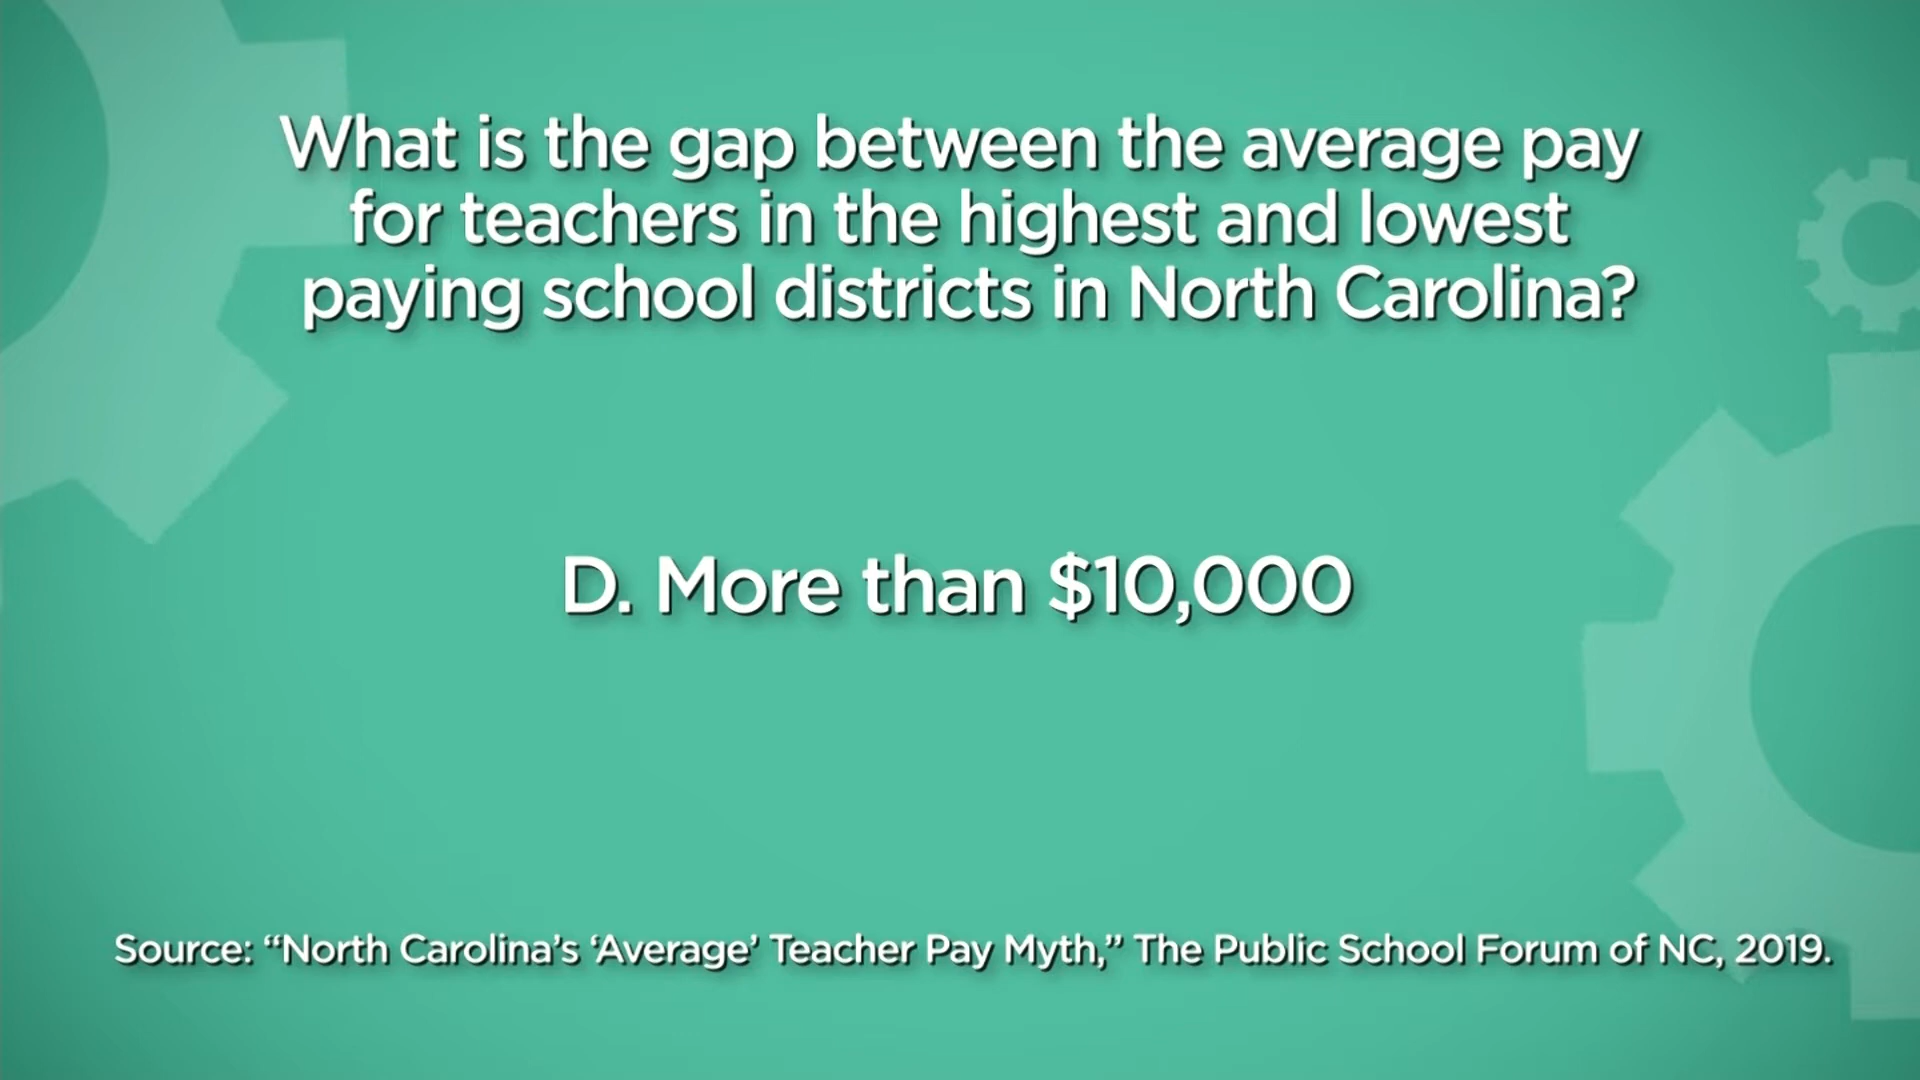 What is the gap between the average pay
for teachers in the highest and lowest
paying school districts in North Carolina?
D. More than $10,000
Source: “North Carolina’s ‘Average’ Teacher Pay Myth,” The Public School Forum of NC, 2019.